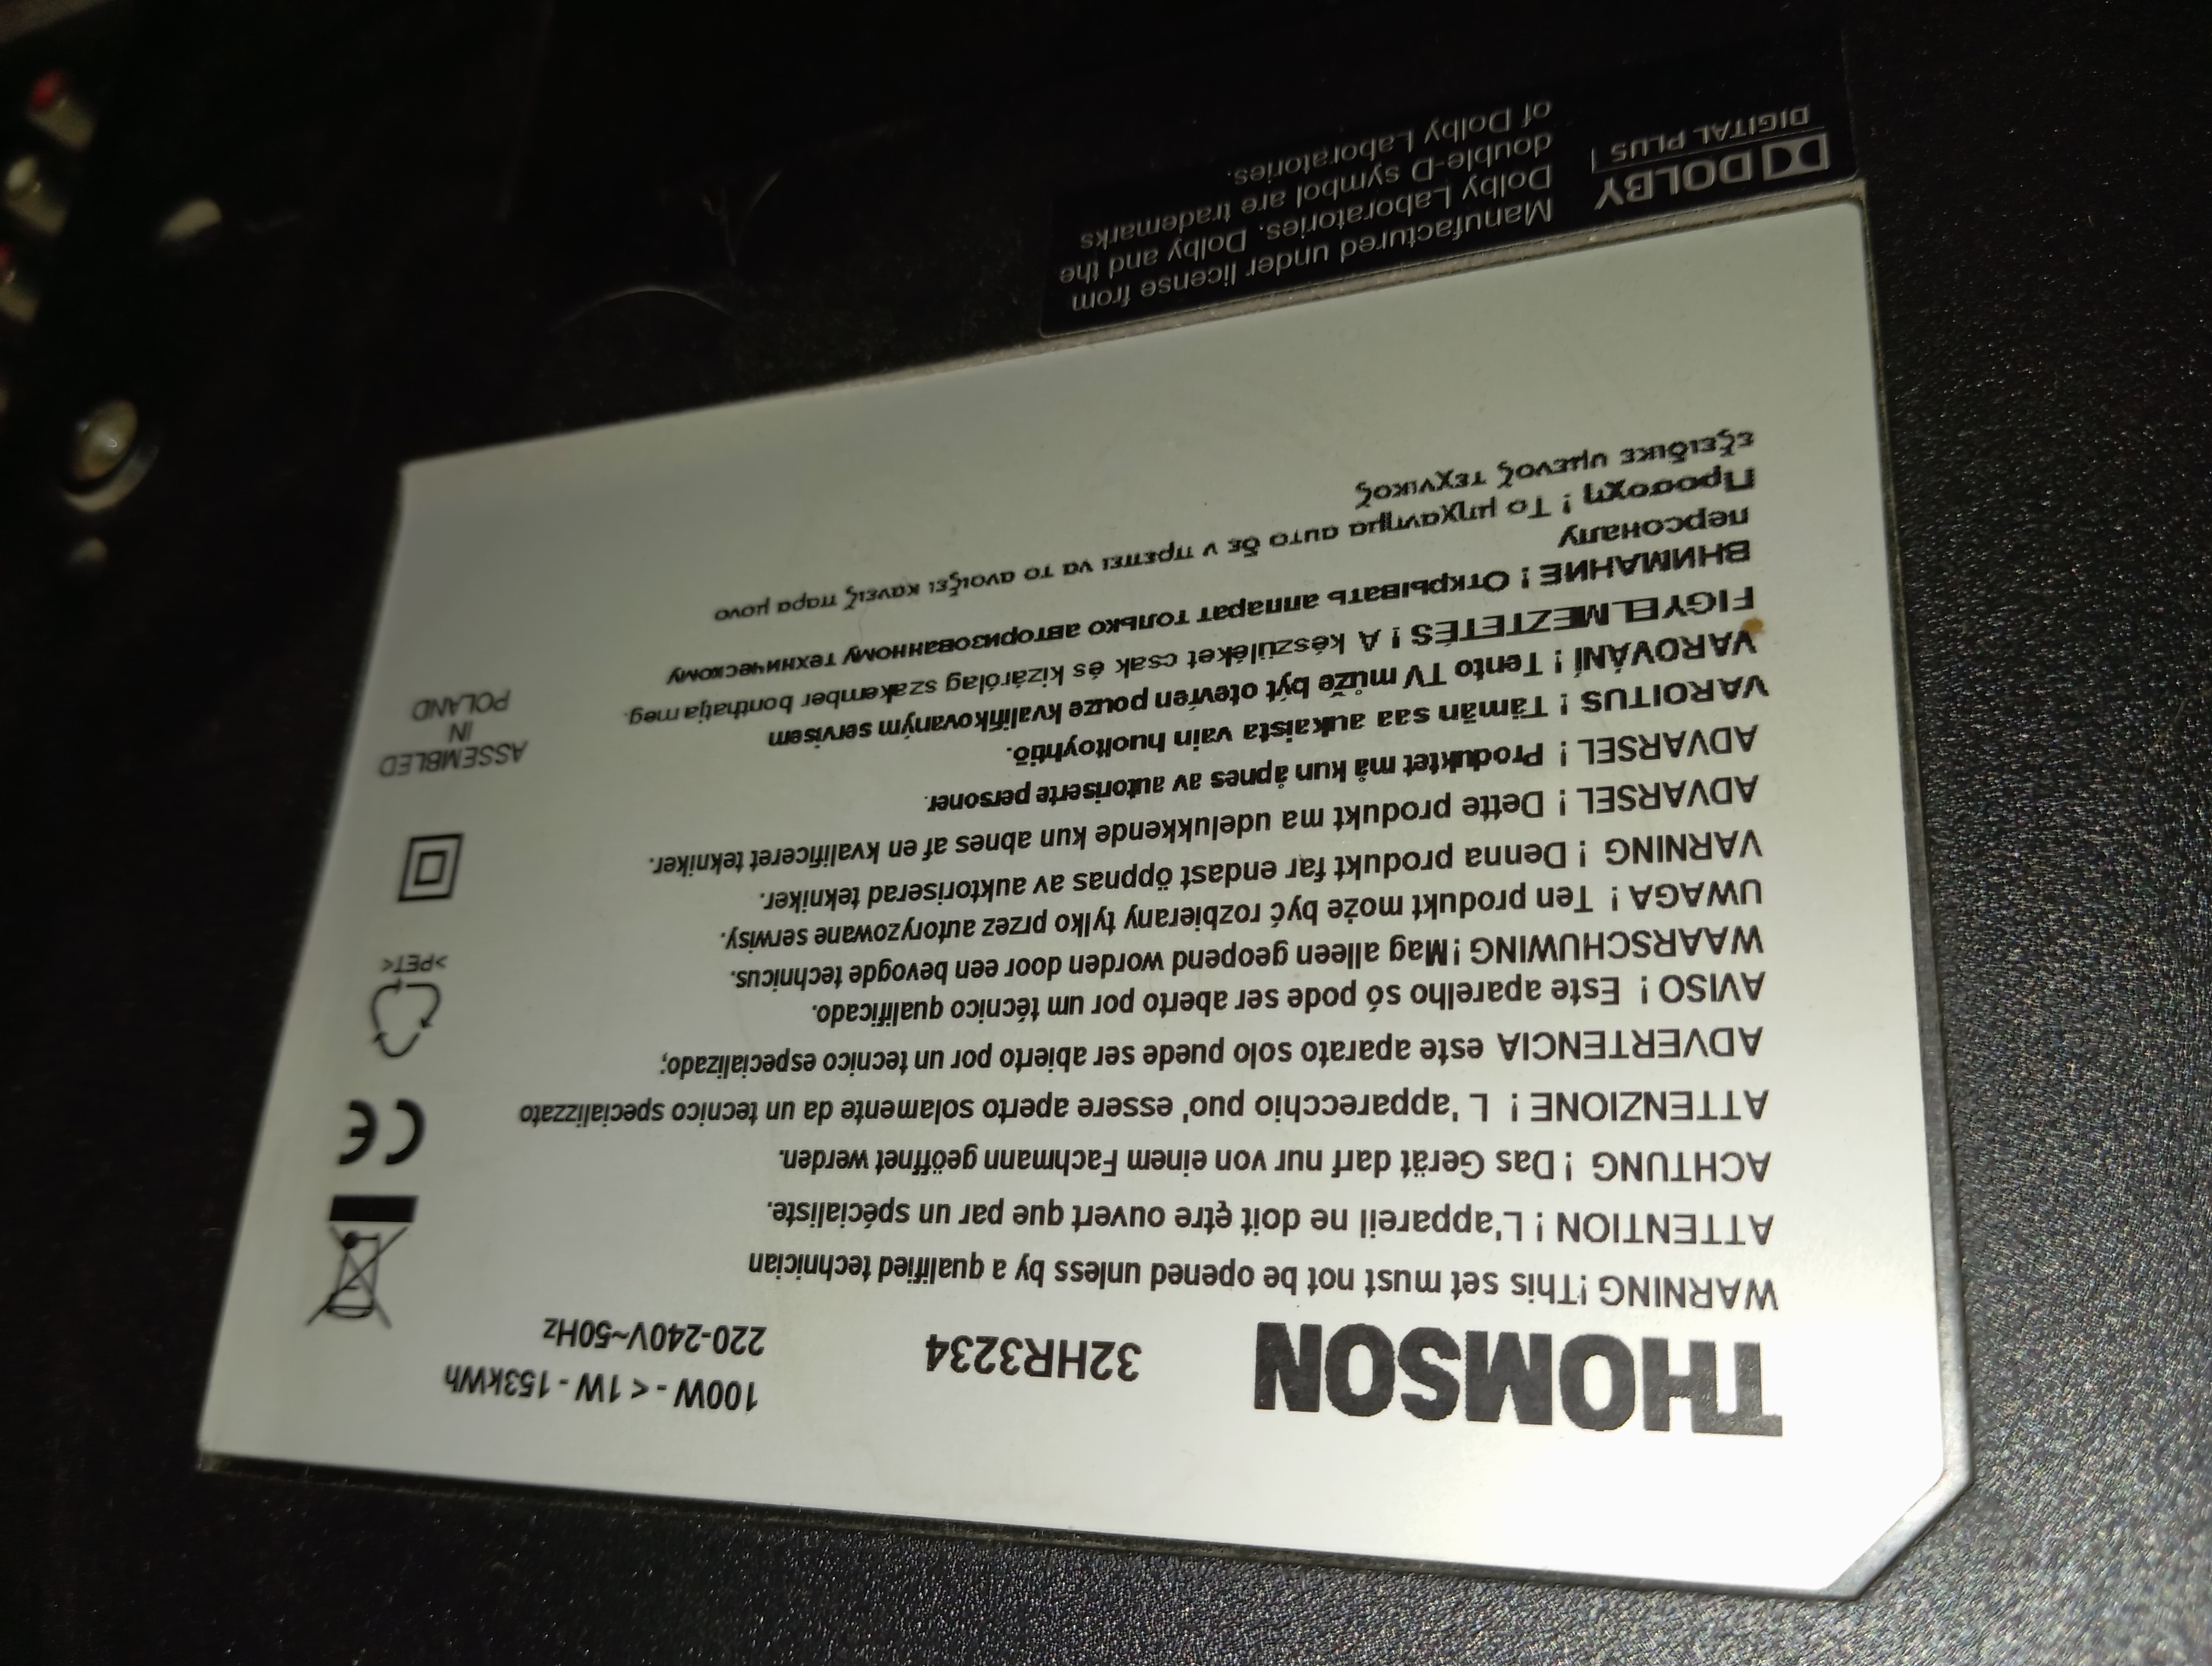 THOMSON
32HR3234
100W - < 1W - 153kWh
220-240V~50Hz
WARNING ! This set must not be opened unless by a qualified technician
ATTENTION ! L'appareil ne doit être ouvert que par un spécialiste.
ACHTUNG ! Das Gerät darf nur von einem Fachmann geöffnet werden.
ATTENZIONE ! L 'apparecchio puo' essere aperto solamente da un tecnico specializzato
ADVERTENCIA este aparato solo puede ser abierto por un tecnico especializado;
AVISO ! Este aparelho só pode ser aberto por um técnico qualificado.
WAARSCHUWING ! Mag alleen geopend worden door een bevogde technicus.
UWAGA ! Ten produkt może być rozbierany tylko przez autoryzowane serwisy.
VARNING ! Denna produkt far endast öppnas av auktoriserad tekniker.
ADVARSEL ! Dette produkt ma udelukkende kun abnes af en kvalificeret tekniker.
ADVARSEL ! Produktet må kun åpnes av autoriserte personer.
VAROITUS ! Tämän saa aukaista vain huoltoyhtiö.
VAROVÁNÍ ! Tento TV může být otevřen pouze kvalifikovaným servisem
FIGYELMEZTETÉS ! A készüléket csak és kizárólag szakember bonthatja meg.
ВНИМАНИЕ ! Открывать аппарат только авторизованному техническому
персоналу
Προσοχη ! Το μηχανημα αυτο δε ν πρεπει να το ανοιξει κανεις παρα μονο
εξειδικε υμενος τεχνικος
>PET<
ASSEMBLED
IN
POLAND
DOLBY
DIGITAL PLUS
Manufactured under license from
Dolby Laboratories. Dolby and the
double-D symbol are trademarks
of Dolby Laboratories.